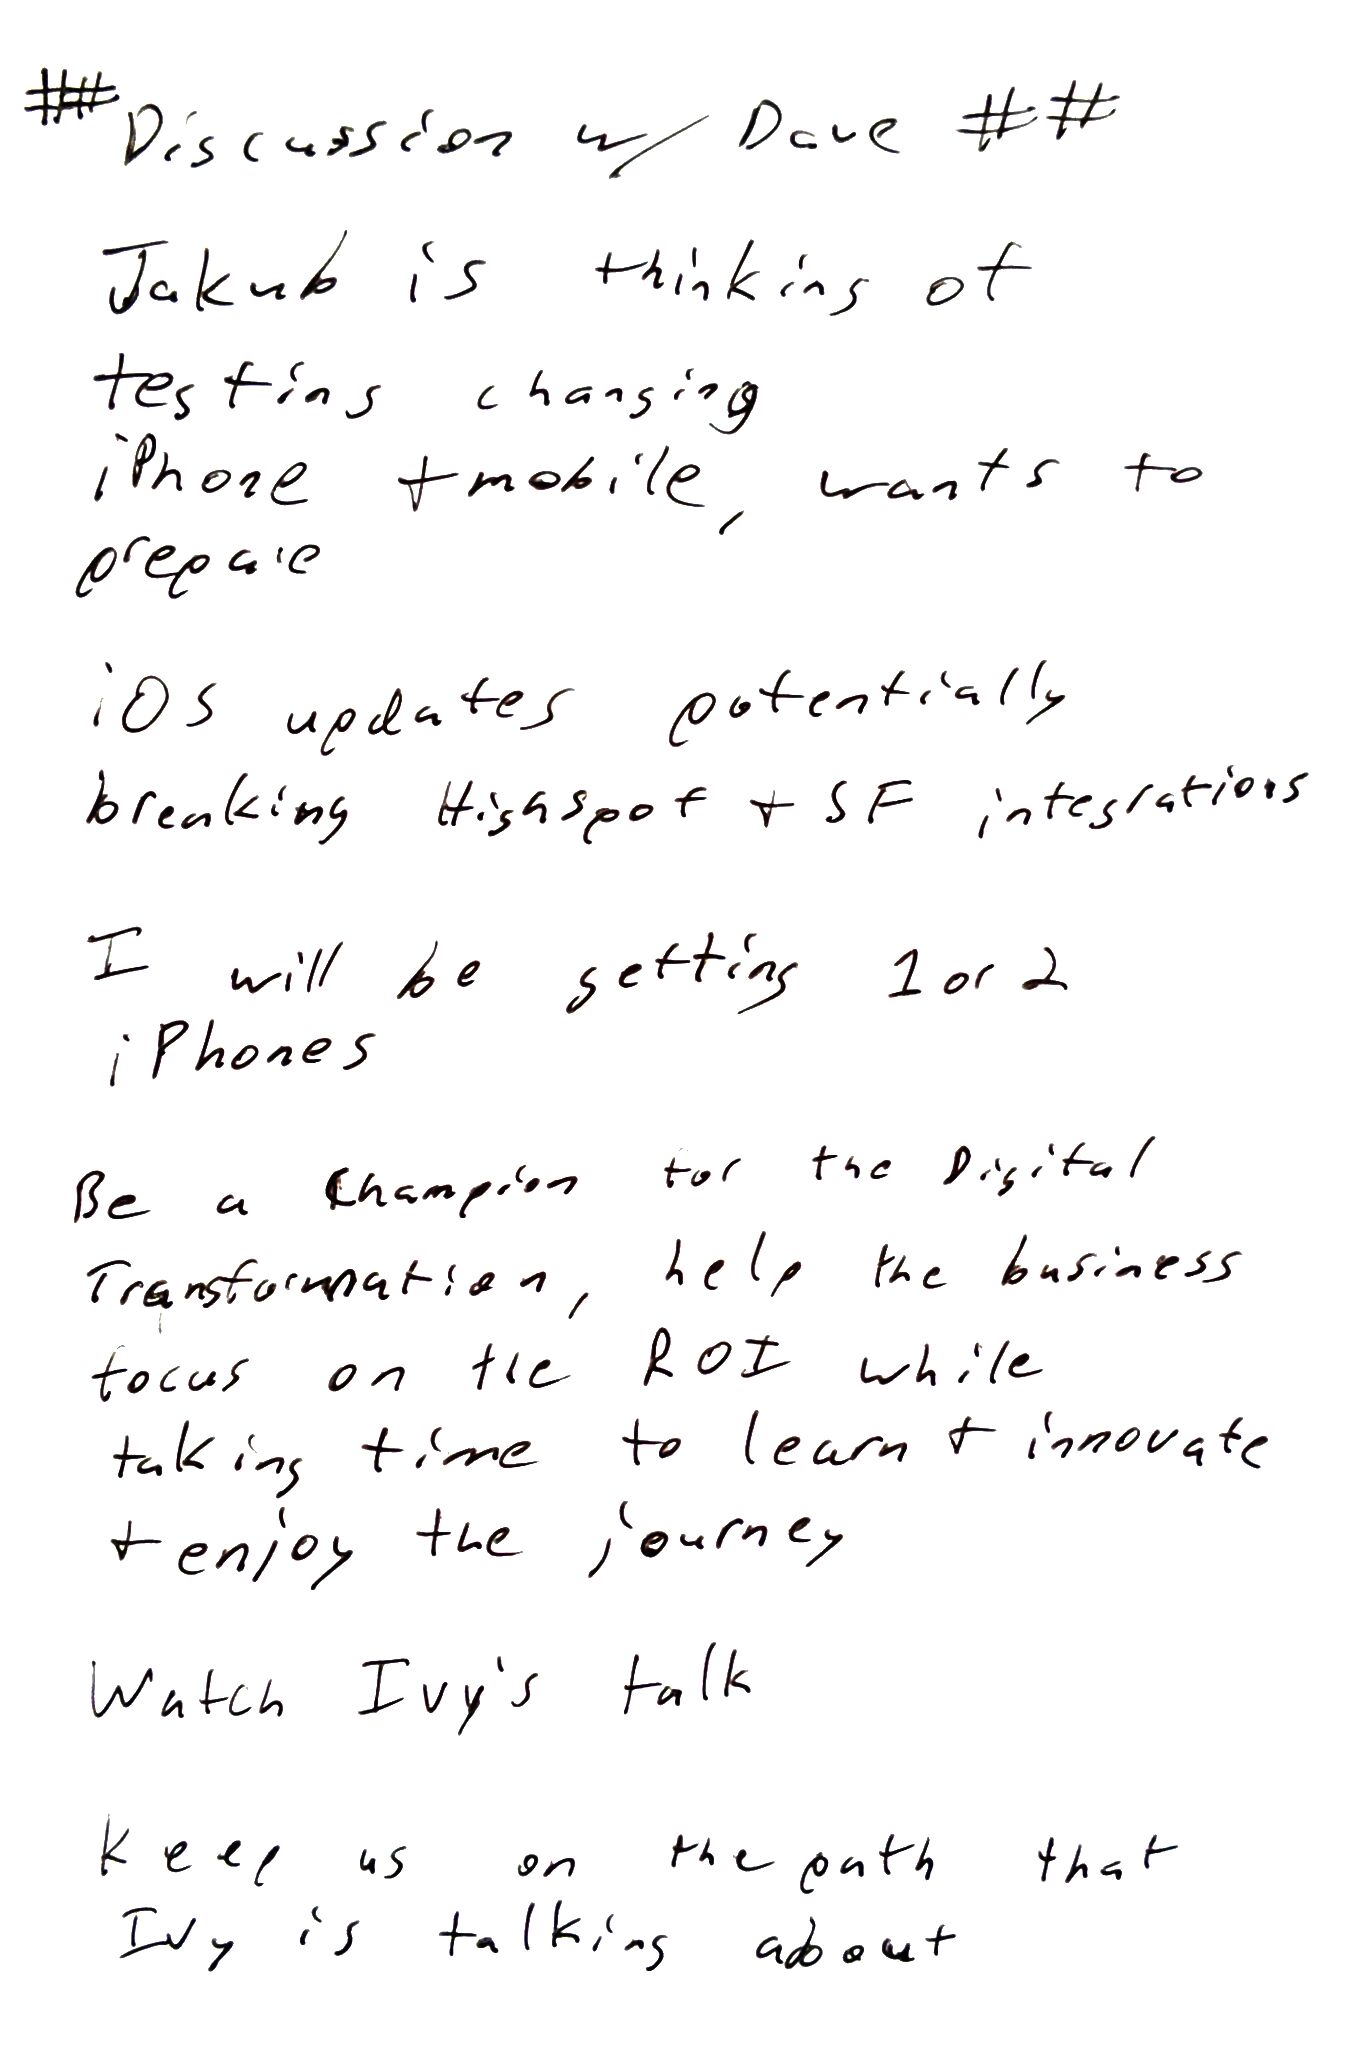 ## Discussion w/ Dave ##
Jakub is thinking of
testing changing
iPhone + mobile, wants to
prepare
iOS updates potentially
breaking Highspot + SF integrations
I will be getting 1 or 2
iPhones
Be a Champion for the Digital
Transformation, help the business
focus on the ROI while
taking time to learn + innovate
+ enjoy the journey
Watch Ivy's talk
Keep us on the path that
Ivy is talking about